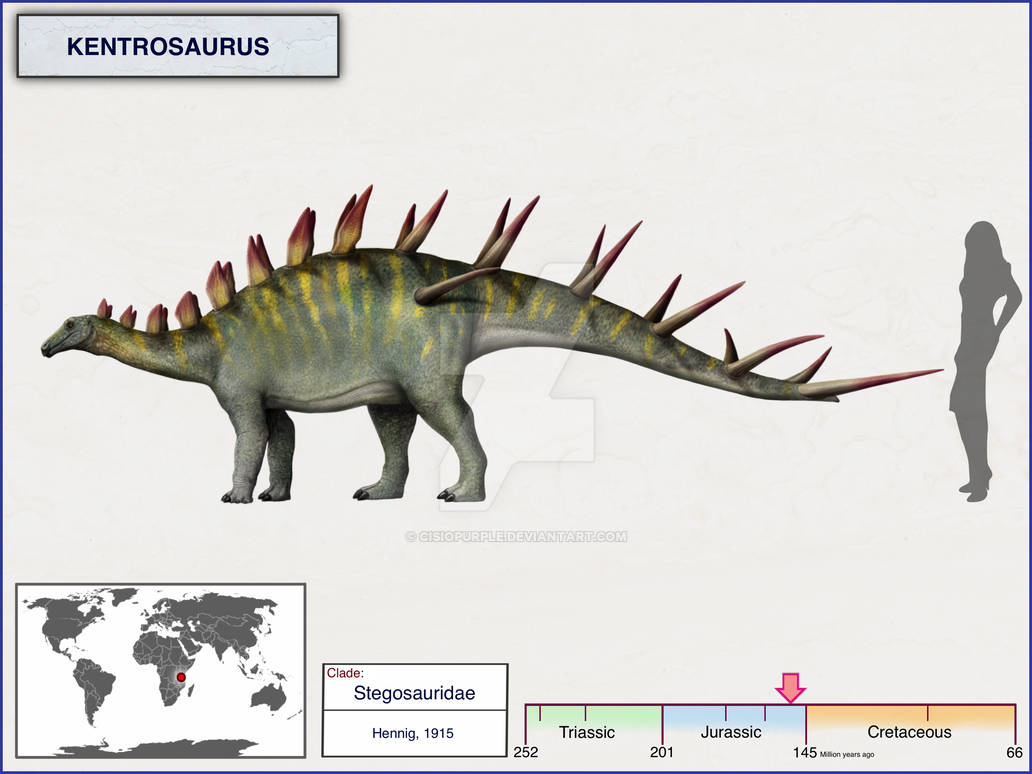 KENTROSAURUS
© CISIOPURPLE.DEVIANTART.COM
Clade:
Stegosauridae
Hennig, 1915
Triassic
Jurassic
Cretaceous
252
201
145 Million years ago
66